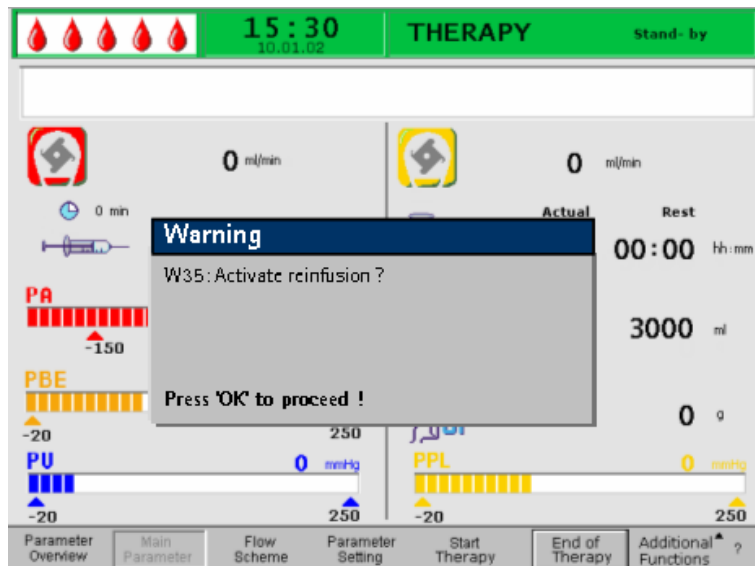 15:30
10.01.02
THERAPY
Stand- by
0 ml/min
0 ml/min
0 min
Actual Rest
Warning
W35: Activate reinfusion ?
Press 'OK' to proceed !
00:00 hh:mm
3000 ml
0 g
PA
-150
PBE
-20 250
PV 0 mmHg
-20 250
PPL 0 mmHg
-20 250
Parameter Overview
Main Parameter
Flow Scheme
Parameter Setting
Start Therapy
End of Therapy
Additional Functions
?